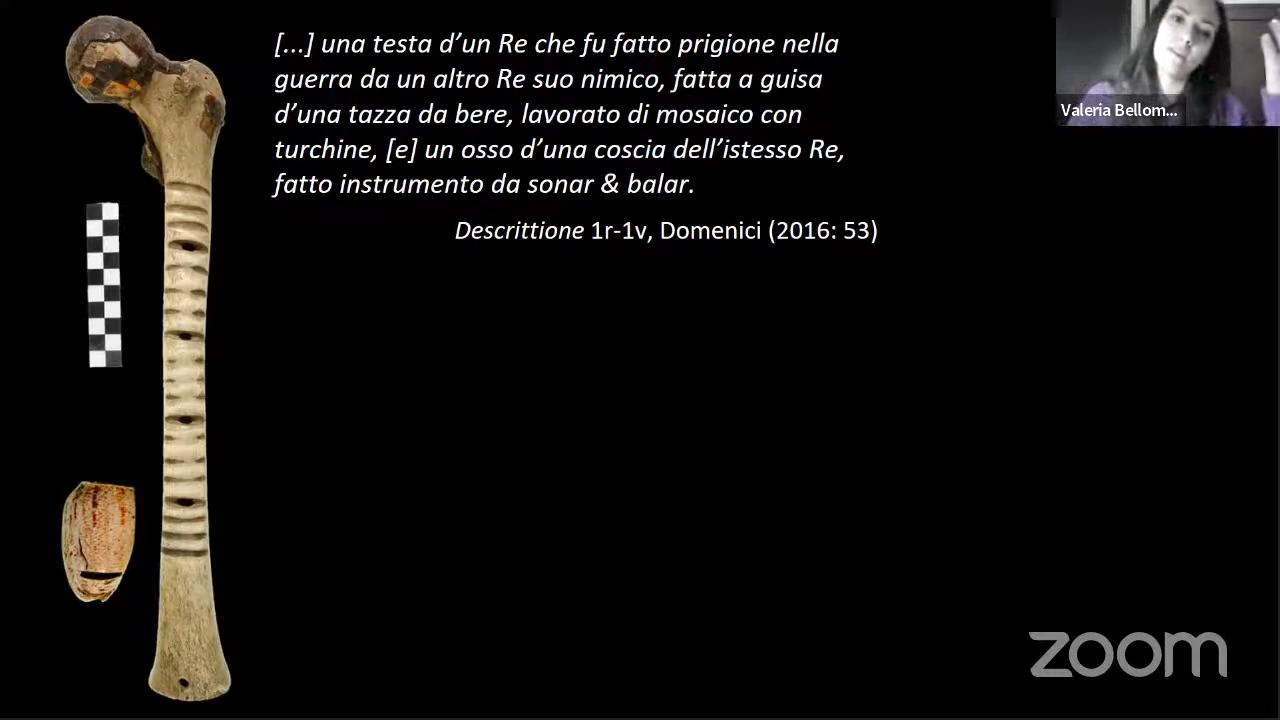 [...] una testa d’un Re che fu fatto prigione nella
guerra da un altro Re suo nimico, fatta a guisa
d’una tazza da bere, lavorato di mosaico con
turchine, [e] un osso d’una coscia dell’istesso Re,
fatto instrumento da sonar & balar.
Descrittione 1r-1v, Domenici (2016: 53)
Valeria Bellom...
zoom